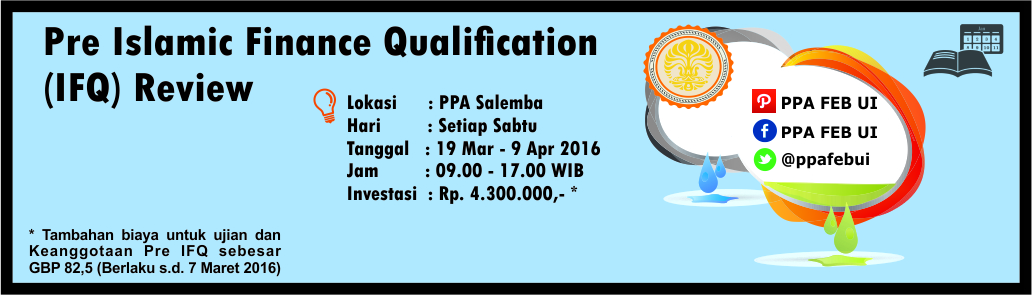 Pre Islamic Finance Qualification
(IFQ) Review
Lokasi : PPA Salemba
Hari : Setiap Sabtu
Tanggal : 19 Mar - 9 Apr 2016
Jam : 09.00 - 17.00 WIB
Investasi : Rp. 4.300.000,- *
* Tambahan biaya untuk ujian dan
Keanggotaan Pre IFQ sebesar
GBP 82,5 (Berlaku s.d. 7 Maret 2016)
PPA FEB UI
PPA FEB UI
@ppafebui